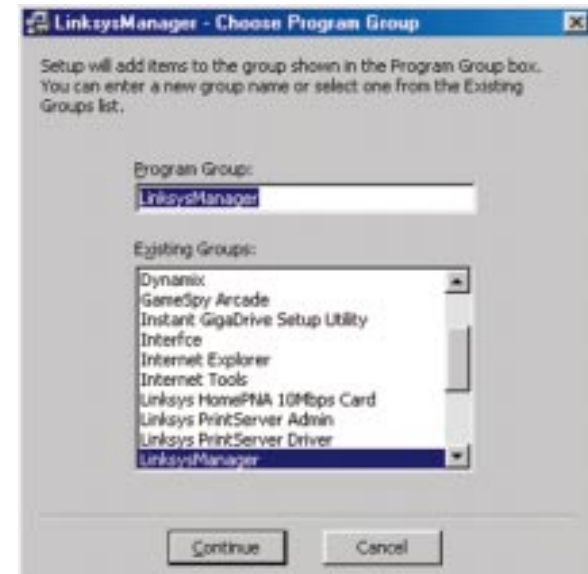 LinksysManager - Choose Program Group
Setup will add items to the group shown in the Program Group box.
You can enter a new group name or select one from the Existing
Groups list.
Program Group:
LinksysManager
Existing Groups:
Dynamix
GameSpy Arcade
Instant GigaDrive Setup Utility
Interfce
Internet Explorer
Internet Tools
Linksys HomePNA 10Mbps Card
Linksys PrintServer Admin
Linksys PrintServer Driver
LinksysManager
Continue
Cancel